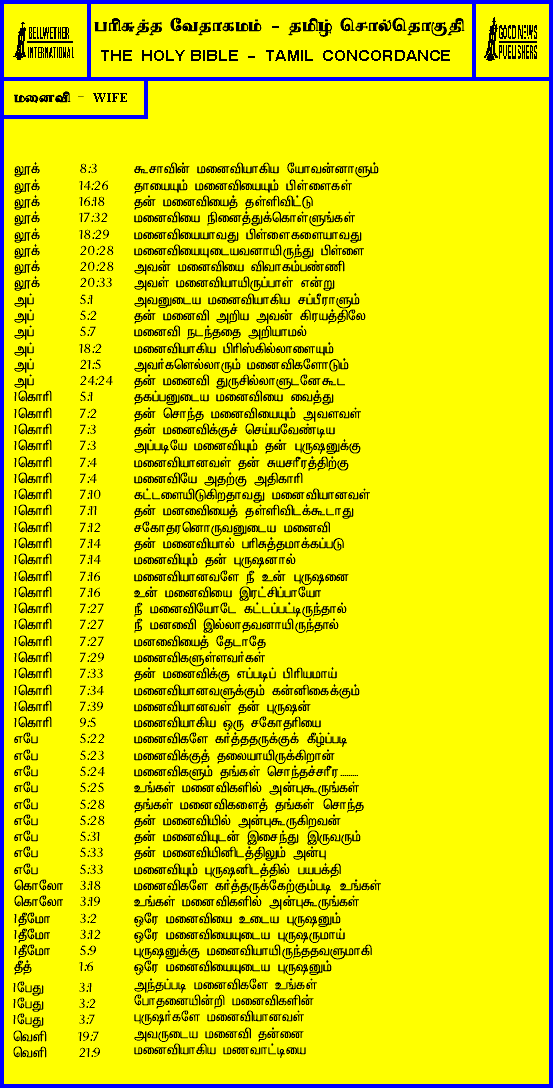 BELLWETHER
INTERNATIONAL
பரிசுத்த வேதாகமம் - தமிழ் சொல்தொகுதி
THE HOLY BIBLE - TAMIL CONCORDANCE
GOOD NEWS
PUBLISHERS
மனைவி - WIFE
லூக் 8:3 கூசாவின் மனைவியாகிய யோவன்னாளும்
லூக் 14:26 தாயையும் மனைவியையும் பிள்ளைகள்
லூக் 16:18 தன் மனைவியைத் தள்ளிவிட்டு
லூக் 17:32 மனைவியை நினைத்துக்கொள்ளுங்கள்
லூக் 18:29 மனைவியையாவது பிள்ளைகளையாவது
லூக் 20:28 மனைவியையுடையவனாயிருந்து பிள்ளை
லூக் 20:28 அவன் மனைவியை விவாகம்பண்ணி
லூக் 20:33 அவள் மனைவியாயிருப்பாள் என்று
அப் 5:1 அவனுடைய மனைவியாகிய சப்பீராளும்
அப் 5:2 தன் மனைவி அறிய அவன் கிரயத்திலே
அப் 5:7 மனைவி நடந்ததை அறியாமல்
அப் 18:2 மனைவியாகிய பிரிஸ்கில்லாளையும்
அப் 21:5 அவர்களெல்லாரும் மனைவிகளோடும்
அப் 24:24 தன் மனைவி துருசில்லாளுடனேகூட
1கொரி 5:1 தகப்பனுடைய மனைவியை வைத்து
1கொரி 7:2 தன் சொந்த மனைவியையும் அவளவள்
1கொரி 7:3 தன் மனைவிக்குச் செய்யவேண்டிய
1கொரி 7:3 அப்படியே மனைவியும் தன் புருஷனுக்கு
1கொரி 7:4 மனைவியானவள் தன் சுயசரீரத்திற்கு
1கொரி 7:4 மனைவியே அதற்கு அதிகாரி
1கொரி 7:10 கட்டளையிடுகிறதாவது மனைவியானவள்
1கொரி 7:11 தன் மனைவியைத் தள்ளிவிடக்கூடாது
1கொரி 7:12 சகோதரனொருவனுடைய மனைவி
1கொரி 7:14 தன் மனைவியால் பரிசுத்தமாக்கப்படு
1கொரி 7:14 மனைவியும் தன் புருஷனால்
1கொரி 7:16 மனைவியானவளே நீ உன் புருஷனை
1கொரி 7:16 உன் மனைவியை இரட்சிப்பாயோ
1கொரி 7:27 நீ மனைவியோடே கட்டப்பட்டிருந்தால்
1கொரி 7:27 நீ மனைவி இல்லாதவனாயிருந்தால்
1கொரி 7:27 மனைவியைத் தேடாதே
1கொரி 7:29 மனைவிகளுள்ளவர்கள்
1கொரி 7:33 தன் மனைவிக்கு எப்படிப் பிரியமாய்
1கொரி 7:34 மனைவியானவளுக்கும் கன்னிகைக்கும்
1கொரி 7:39 மனைவியானவள் தன் புருஷன்
1கொரி 9:5 மனைவியாகிய ஒரு சகோதரியை
எபே 5:22 மனைவிகளே கர்த்தருக்குக் கீழ்ப்படி
எபே 5:23 மனைவிக்குத் தலையாயிருக்கிறான்
எபே 5:24 மனைவிகளும் தங்கள் சொந்தச்சரீர.........
எபே 5:25 உங்கள் மனைவிகளில் அன்புகூருங்கள்
எபே 5:28 தங்கள் மனைவிகளைத் தங்கள் சொந்த
எபே 5:28 தன் மனைவியில் அன்புகூருகிறவன்
எபே 5:31 தன் மனைவியுடன் இசைந்து இருவரும்
எபே 5:33 தன் மனைவியினிடத்திலும் அன்பு
எபே 5:33 மனைவியும் புருஷனிடத்தில் பயபக்தி
கொலோ 3:18 மனைவிகளே கர்த்தருக்கேற்கும்படி உங்கள்
கொலோ 3:19 உங்கள் மனைவிகளில் அன்புகூருங்கள்
1தீமோ 3:2 ஒரே மனைவியை உடைய புருஷனும்
1தீமோ 3:12 ஒரே மனைவியையுடைய புருஷருமாய்
1தீமோ 5:9 புருஷனுக்கு மனைவியாயிருந்ததவளுமாகி
தீத் 1:6 ஒரே மனைவியையுடைய புருஷனும்
1பேது 3:1 அந்தப்படி மனைவிகளே உங்கள்
1பேது 3:2 போதனையின்றி மனைவிகளின்
1பேது 3:7 புருஷர்களே மனைவியானவள்
வெளி 19:7 அவருடைய மனைவி தன்னை
வெளி 21:9 மனைவியாகிய மணவாட்டியை